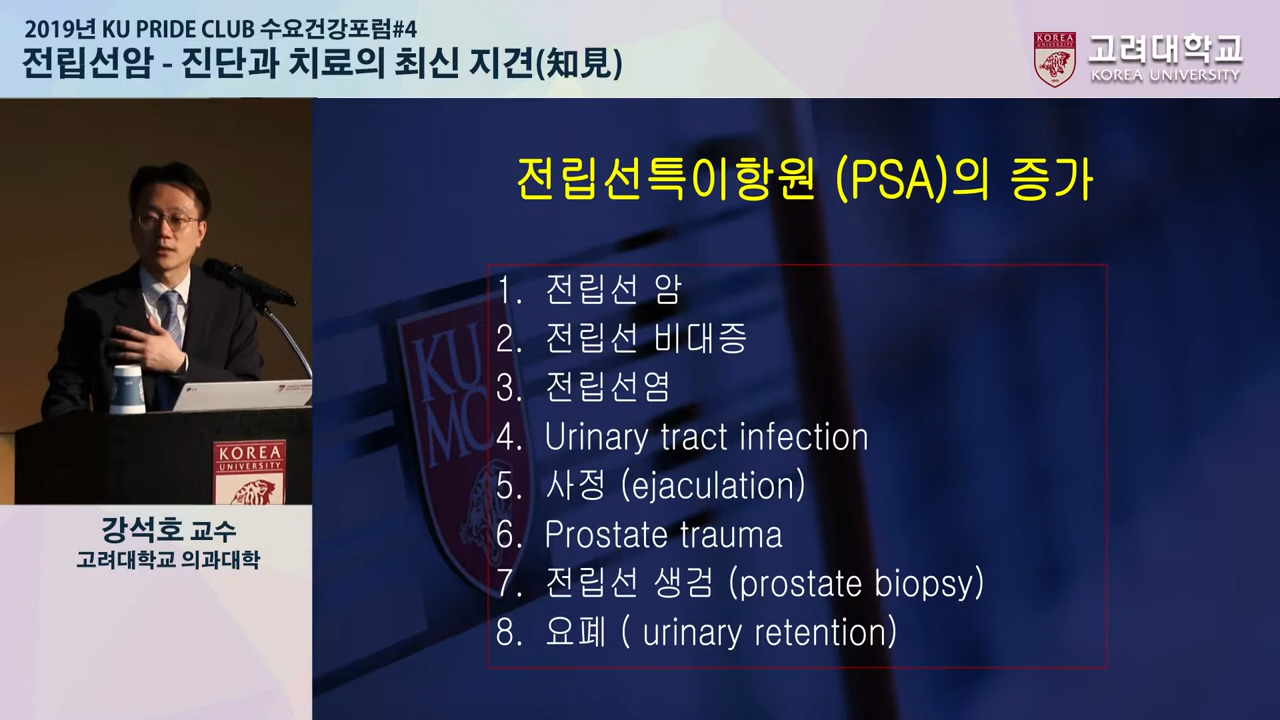 2019년 KU PRIDE CLUB 수요건강포럼#4
전립선암 - 진단과 치료의 최신 지견(知見)
KOREA
UNIVERSITY
고려대학교
KOREA UNIVERSITY
전립선특이항원 (PSA)의 증가
1. 전립선 암
2. 전립선 비대증
3. 전립선염
4. Urinary tract infection
5. 사정 (ejaculation)
6. Prostate trauma
7. 전립선 생검 (prostate biopsy)
8. 요폐 ( urinary retention)
KU
MC
KOREA
UNIVERSITY
강석호 교수
고려대학교 의과대학